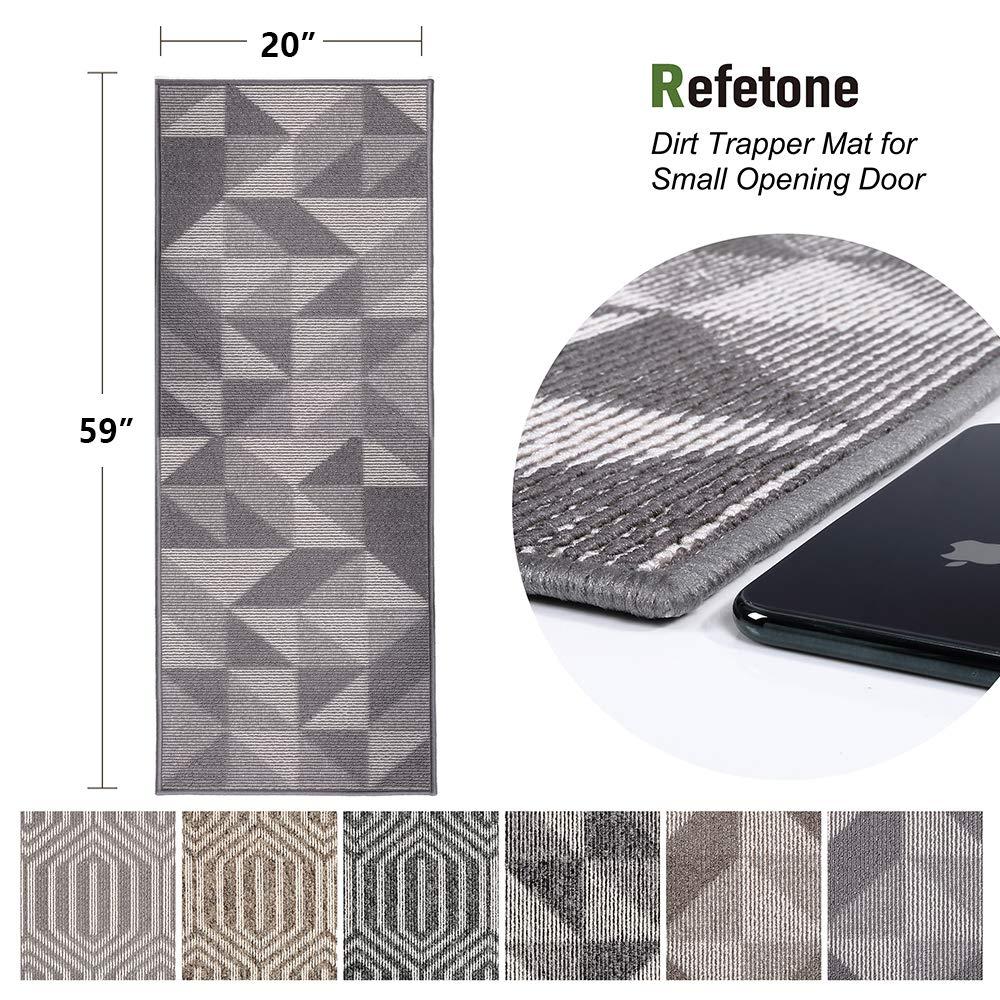 20”
Refetone
Dirt Trapper Mat for
Small Opening Door
59”